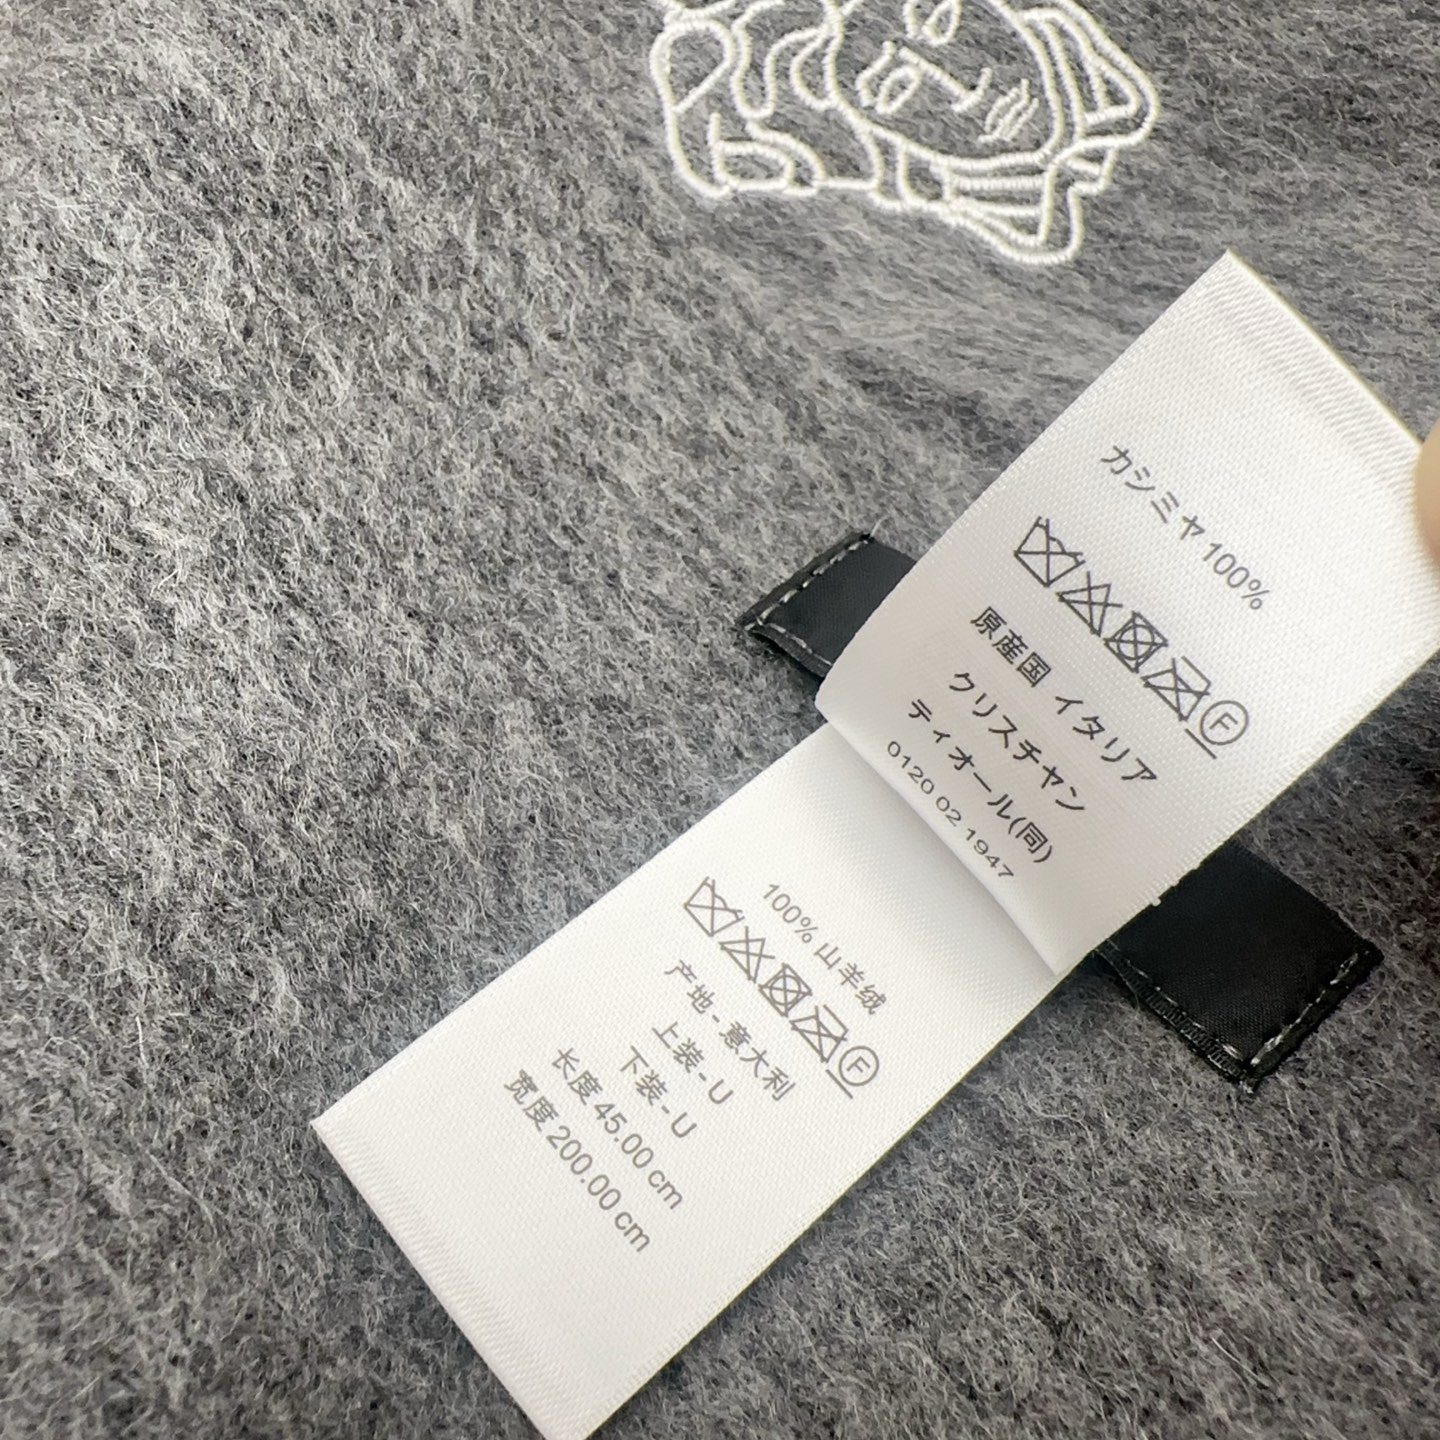 カシミヤ 100%
F
原産国 イタリア
クリスチャン
ディオール(同)
0120 02 1947
100% 山羊绒
F
产地 - 意大利
上装 - U
下装 - U
长度 45.00 cm
宽度 200.00 cm